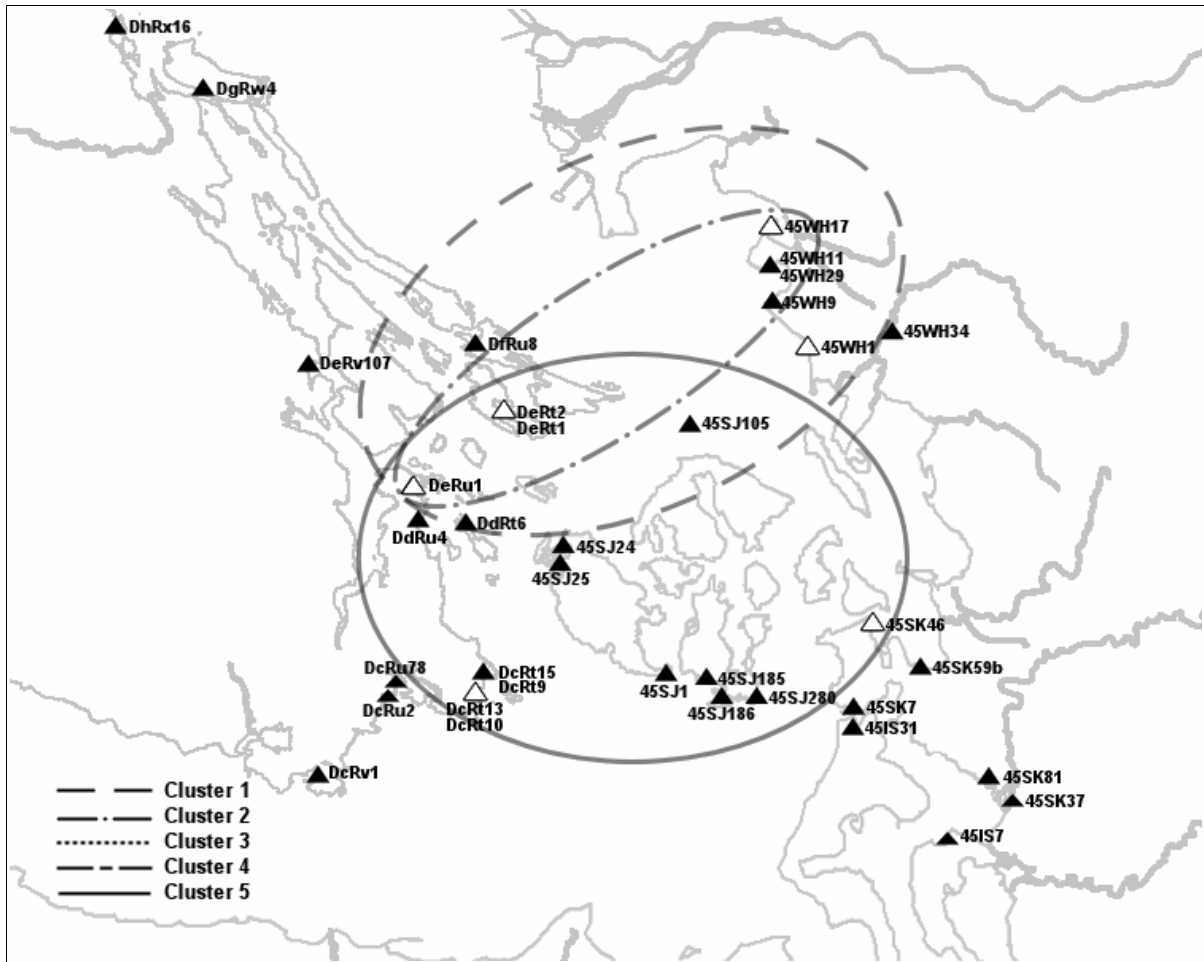 DhRx16
DgRw4
45WH17
45WH11
45WH29
45WH9
45WH34
45WH1
DfRu8
DeRv107
DeRt2
DeRt1
45SJ105
DeRu1
DdRu4
DdRt6
45SJ24
45SJ25
45SK46
DcRu78
DcRt15
DcRt9
45SJ1
45SJ185
45SK59b
DcRu2
DcRt13
DcRt10
45SJ186
45SJ280
45SK7
45IS31
DcRv1
45SK81
45SK37
45IS7
Cluster 1
Cluster 2
Cluster 3
Cluster 4
Cluster 5